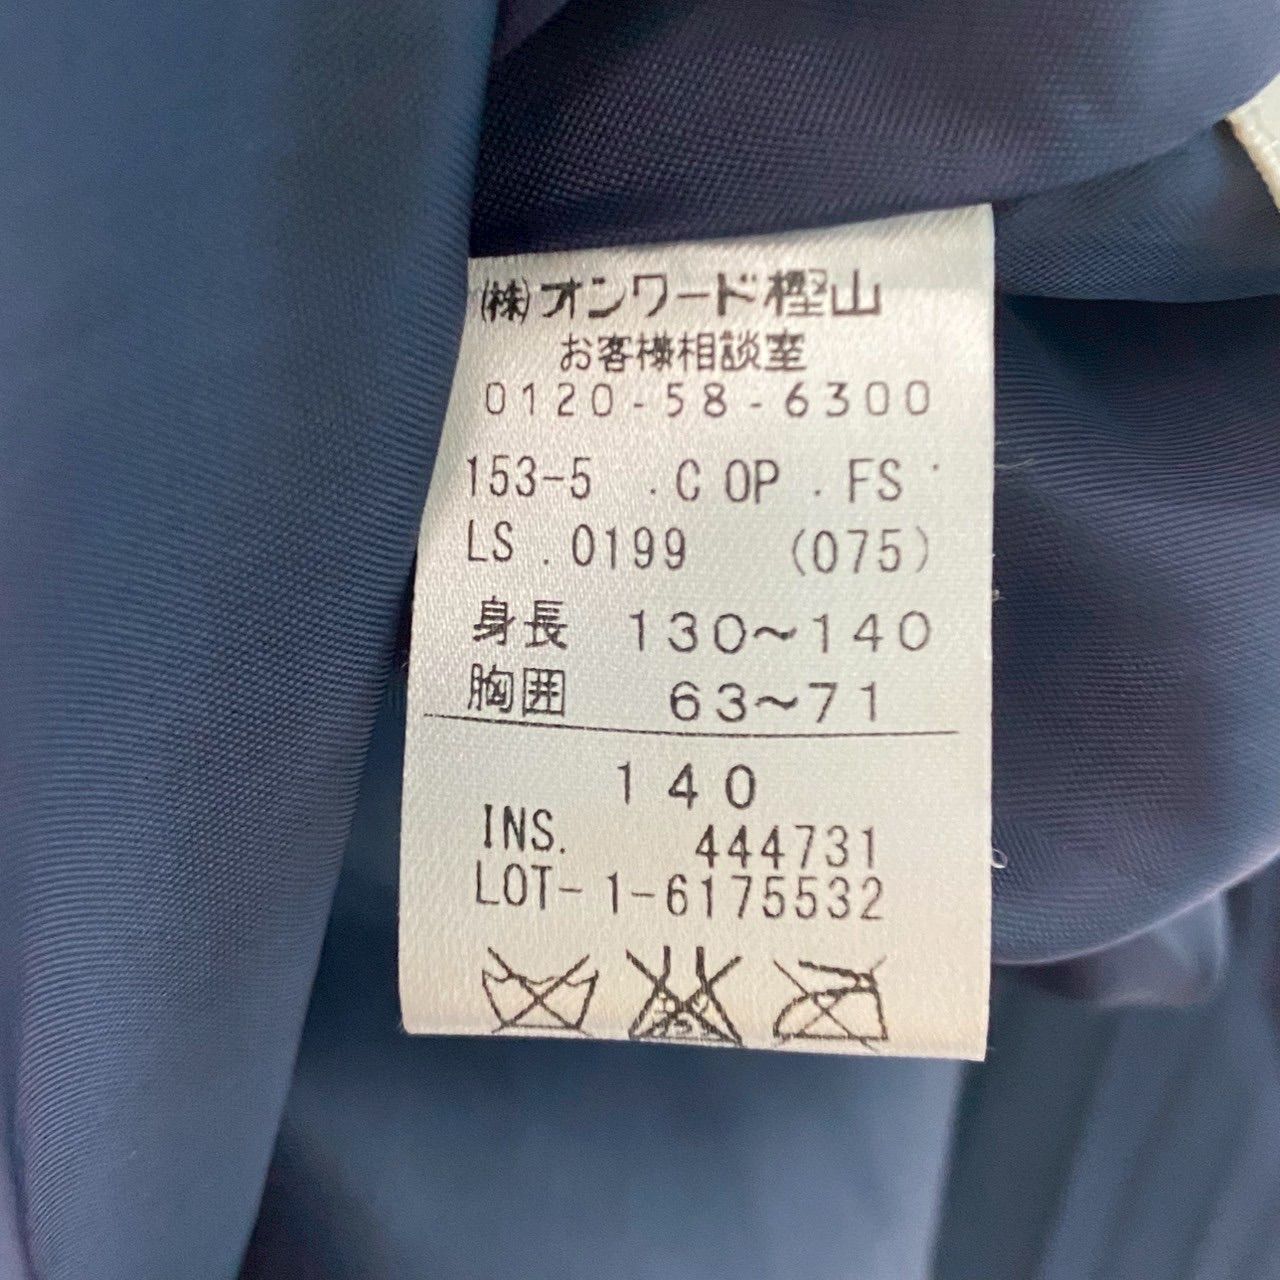 (株)オンワード樫山
お客様相談室
0120-58-6300
153-5 . C OP . FS
LS . 0199 (075)
身長 130〜140
胸囲 63〜71
140
INS. 444731
LOT-1-6175532